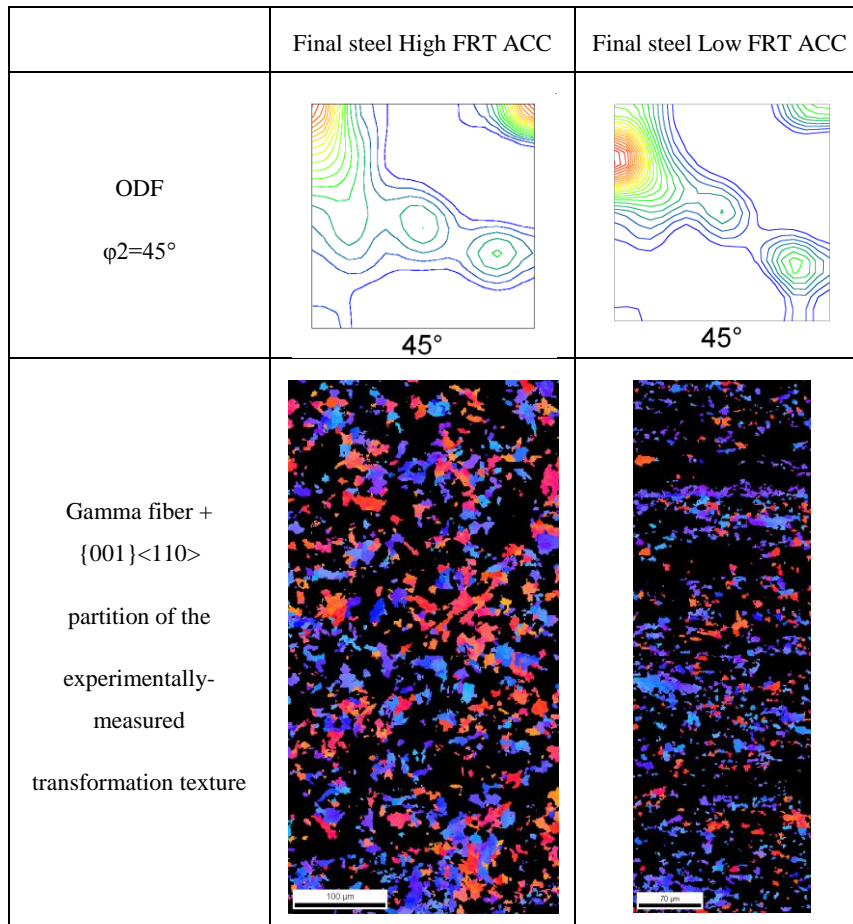 Final steel High FRT ACC
Final steel Low FRT ACC
ODF
φ2=45°
45°
45°
Gamma fiber +
{001}<110>
partition of the
experimentally-
measured
transformation texture
100 µm
70 µm